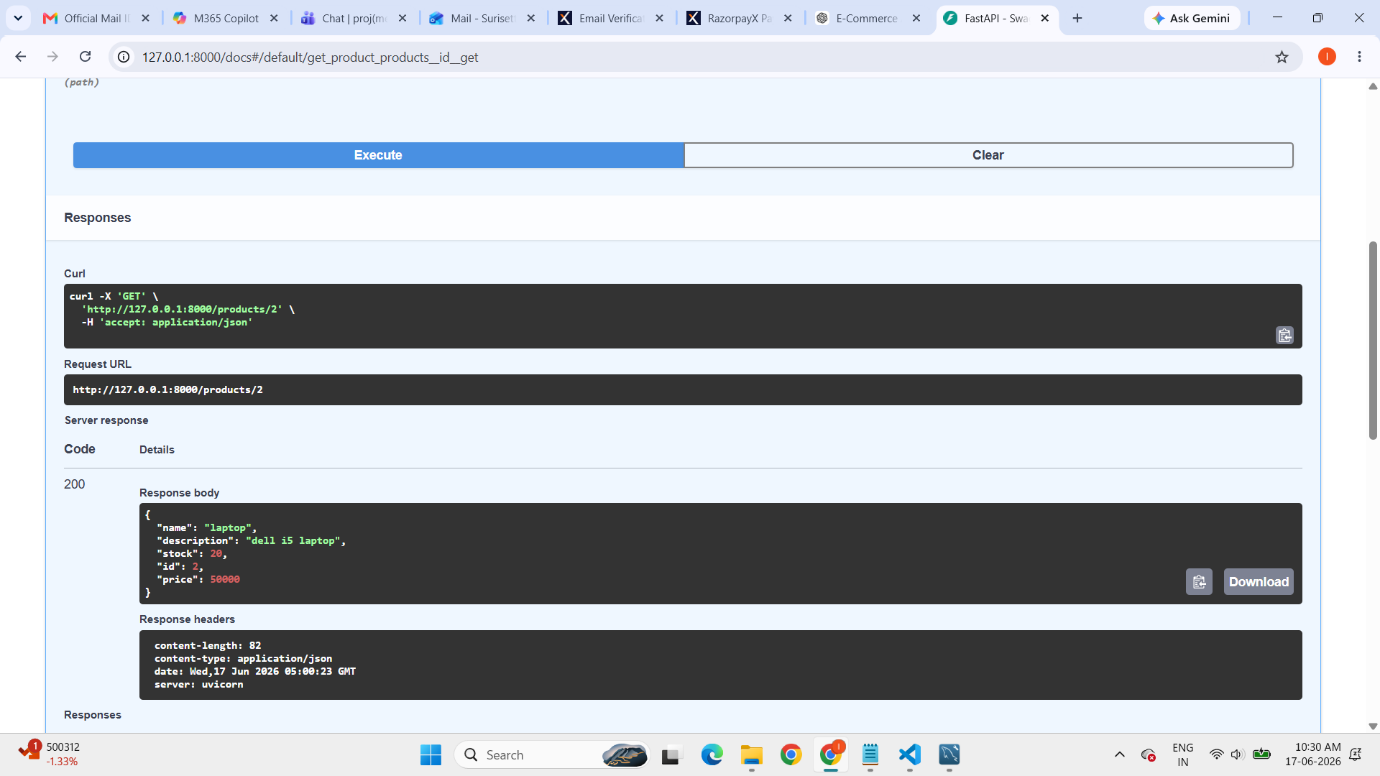 Official Mail I
M365 Copilot
Chat | proj(m
Mail - Suriset
Email Verifica
RazorpayX Pa
E-Commerce
FastAPI - Swa
Ask Gemini
127.0.0.1:8000/docs#/default/get_product_products__id__get
I
(path)
Execute
Clear
Responses
Curl
curl -X 'GET' \
'http://127.0.0.1:8000/products/2' \
-H 'accept: application/json'
Request URL
http://127.0.0.1:8000/products/2
Server response
Code
Details
200
Response body
{
"name": "laptop",
"description": "dell i5 laptop",
"stock": 20,
"id": 2,
"price": 50000
}
Download
Response headers
content-length: 82
content-type: application/json
date: Wed,17 Jun 2026 05:00:23 GMT
server: uvicorn
Responses
1
500312
-1.33%
Search
ENG
IN
10:30 AM
17-06-2026